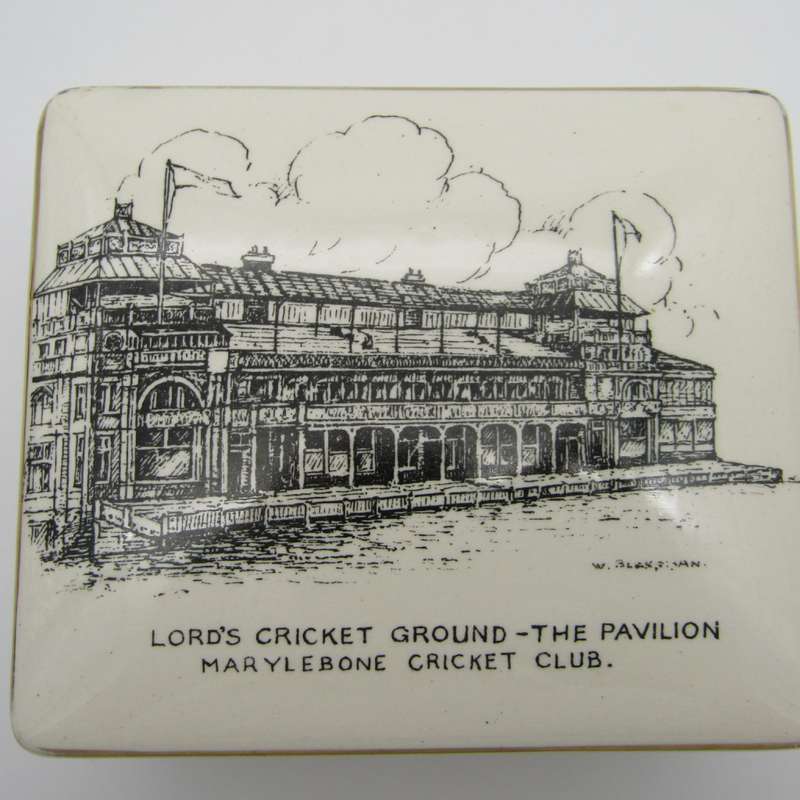 W.
LORD'S CRICKET GROUND - THE PAVILION
MARYLEBONE CRICKET CLUB.